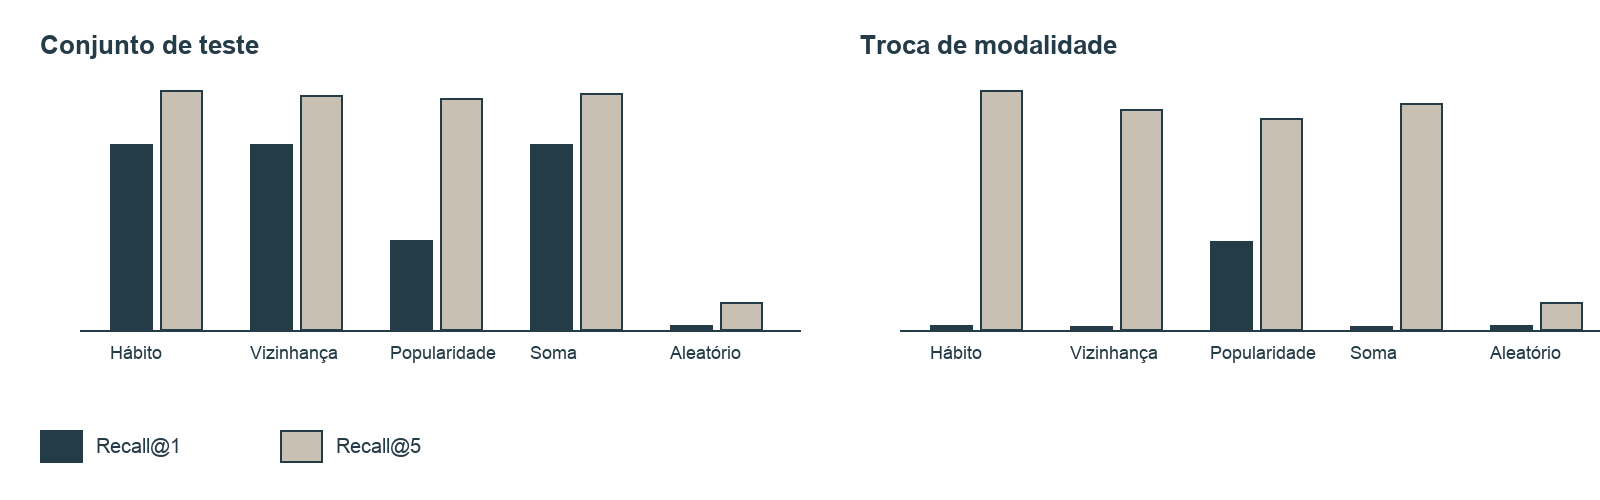 Conjunto de teste
Hábito Vizinhança Popularidade Soma Aleatório
Troca de modalidade
Hábito Vizinhança Popularidade Soma Aleatório
Recall@1 Recall@5